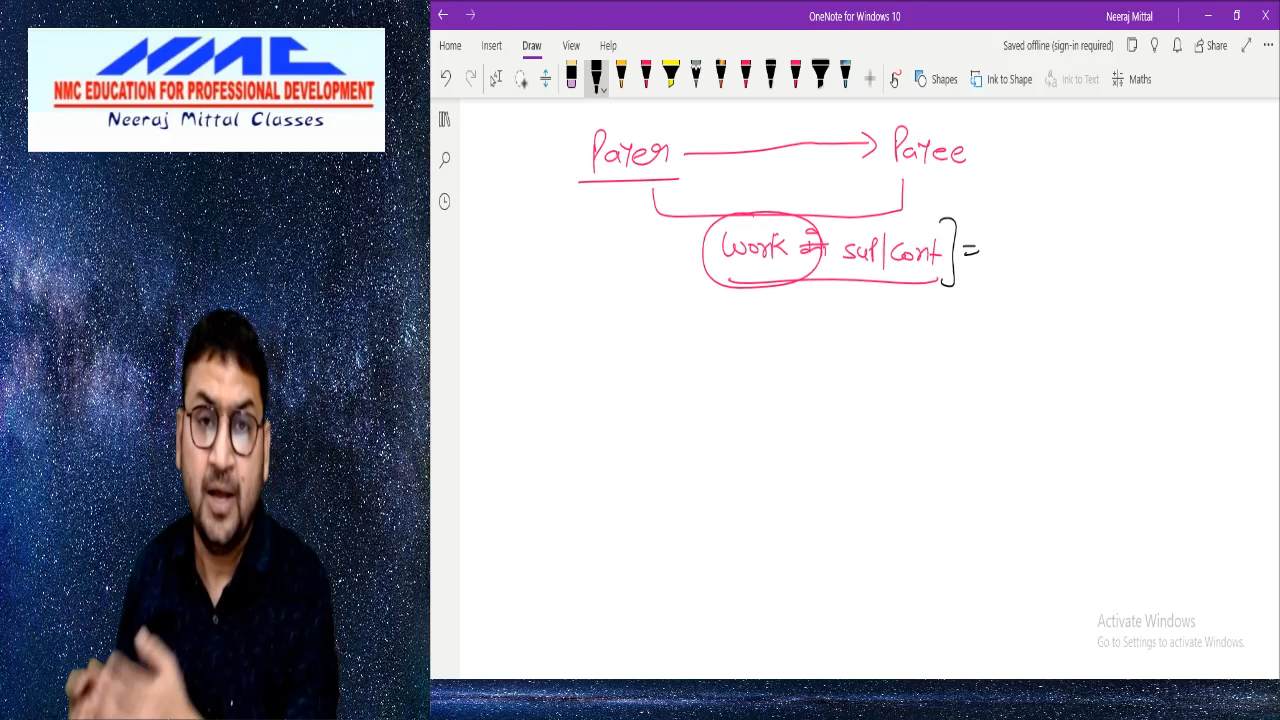 NMC
NMC EDUCATION FOR PROFESSIONAL DEVELOPMENT
Neeraj Mittal Classes
OneNote for Windows 10
Neeraj Mittal
Home Insert Draw View Help
Saved offline (sign-in required)
Share
Shapes
Ink to Shape
Ink to Text
Maths
Payer → Payee
Work sub/cont] =
Activate Windows
Go to Settings to activate Windows.